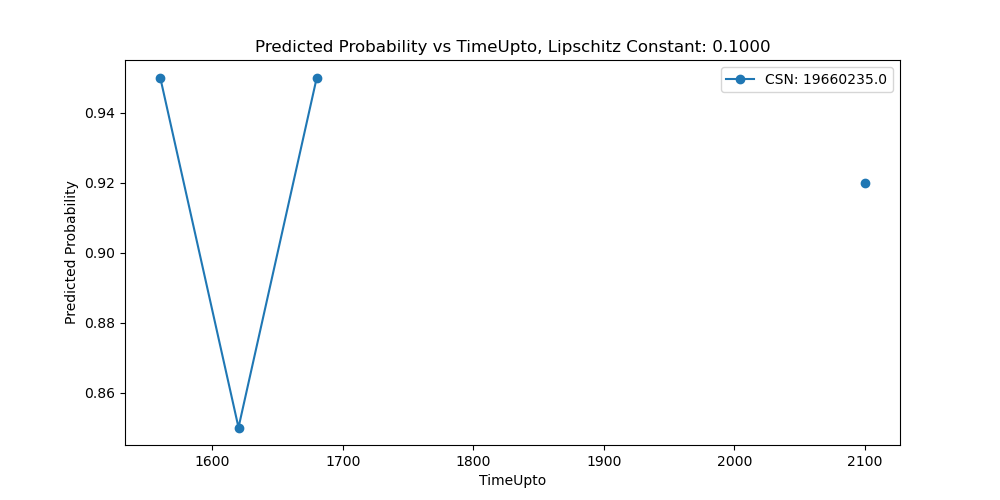 Predicted Probability vs TimeUpto, Lipschitz Constant: 0.1000
CSN: 19660235.0
Predicted Probability
0.94
0.92
0.90
0.88
0.86
1600 1700 1800 1900 2000 2100
TimeUpto